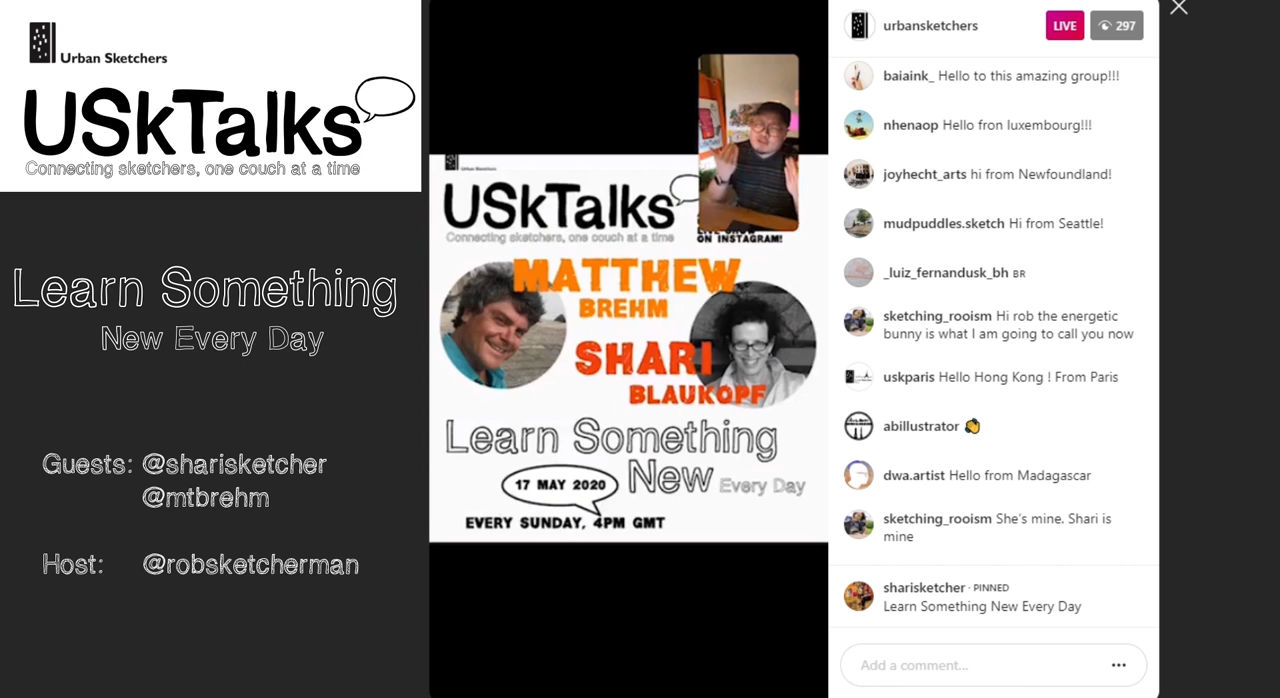 Urban Sketchers
USkTalks
Connecting sketchers, one couch at a time
Learn Something
New Every Day
Guests: @sharisketcher
@mtbrehm
Host: @robsketcherman
Urban Sketchers
USkTalks
Connecting sketchers, one couch at a time
ON INSTAGRAM!
MATTHEW
BREHM
SHARI
BLAUKOPF
Learn Something
New Every Day
17 MAY 2020
EVERY SUNDAY, 4PM GMT
urbansketchers
LIVE
297
baiaink_ Hello to this amazing group!!!
nhenaop Hello fron luxembourg!!!
joyhecht_arts hi from Newfoundland!
mudpuddles.sketch Hi from Seattle!
_luiz_fernandusk_bh BR
sketching_rooism Hi rob the energetic
bunny is what I am going to call you now
uskparis Hello Hong Kong ! From Paris
abillustrator
dwa.artist Hello from Madagascar
sketching_rooism She's mine. Shari is
mine
sharisketcher · PINNED
Learn Something New Every Day
Add a comment...